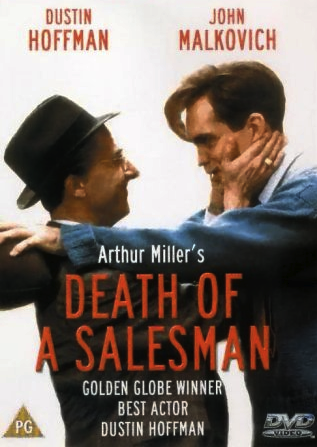 DUSTIN HOFFMAN
JOHN MALKOVICH
Arthur Miller's
DEATH OF
A SALESMAN
GOLDEN GLOBE WINNER
BEST ACTOR
DUSTIN HOFFMAN
PG
DVD
VIDEO